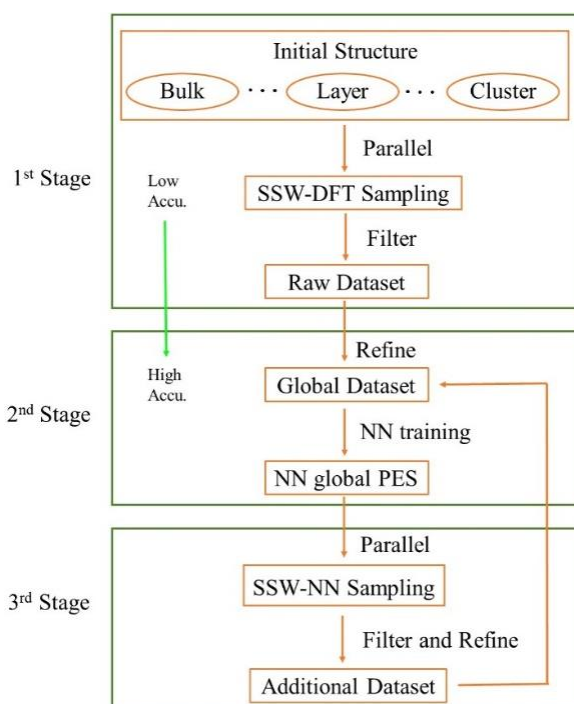 Initial Structure
Bulk ··· Layer ··· Cluster
Parallel
1st Stage
Low
Accu.
SSW-DFT Sampling
Filter
Raw Dataset
Refine
High
Accu.
Global Dataset
2nd Stage
NN training
NN global PES
Parallel
SSW-NN Sampling
3rd Stage
Filter and Refine
Additional Dataset